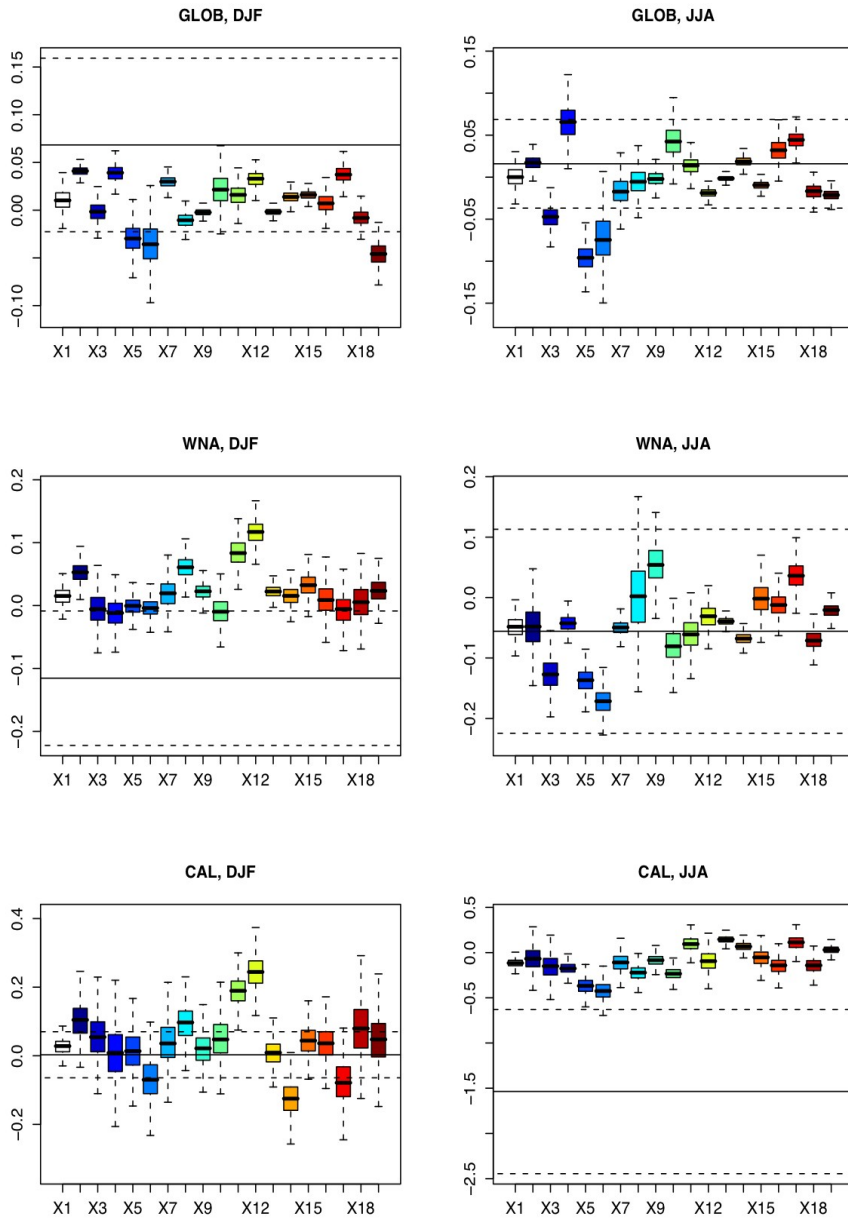 GLOB, DJF
0.15
0.10
0.05
0.00
−0.10
X1 X3 X5 X7 X9 X12 X15 X18
GLOB, JJA
0.15
0.05
−0.05
−0.15
X1 X3 X5 X7 X9 X12 X15 X18
WNA, DJF
0.2
0.1
0.0
−0.1
−0.2
X1 X3 X5 X7 X9 X12 X15 X18
WNA, JJA
0.2
0.1
0.0
−0.1
−0.2
X1 X3 X5 X7 X9 X12 X15 X18
CAL, DJF
0.4
0.2
0.0
−0.2
X1 X3 X5 X7 X9 X12 X15 X18
CAL, JJA
0.5
−0.5
−1.5
−2.5
X1 X3 X5 X7 X9 X12 X15 X18